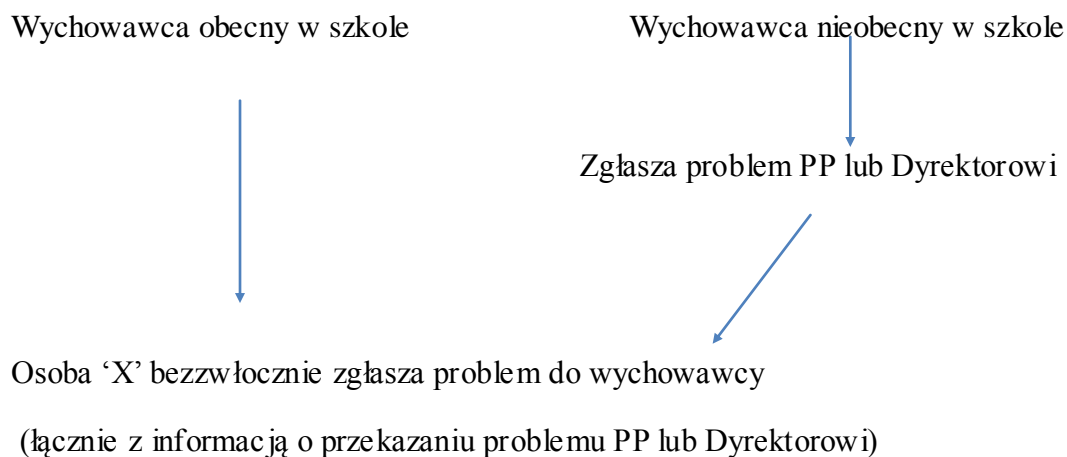 Wychowawca obecny w szkole
Wychowawca nieobecny w szkole
Zgłasza problem PP lub Dyrektorowi
Osoba ‘X’ bezzwłocznie zgłasza problem do wychowawcy
(łącznie z informacją o przekazaniu problemu PP lub Dyrektorowi)